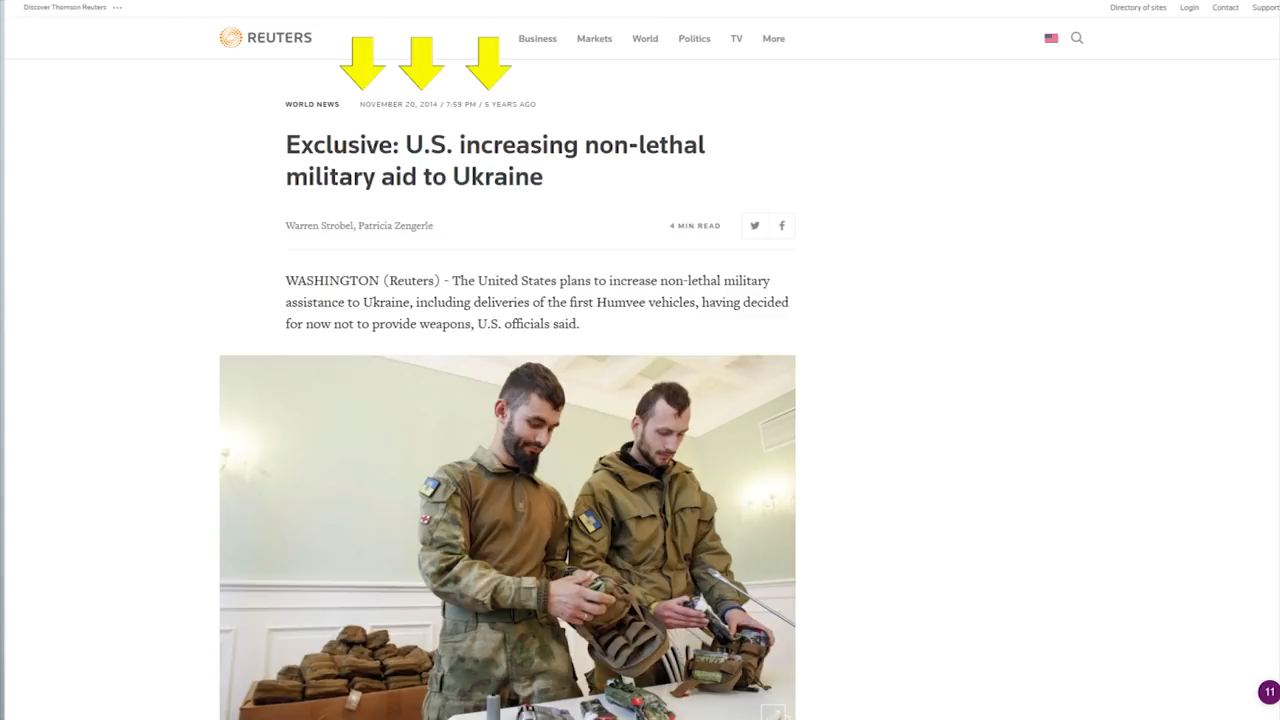 Discover Thomson Reuters
Directory of sites Login Contact Support
REUTERS Business Markets World Politics TV More
WORLD NEWS NOVEMBER 20, 2014 / 7:59 PM / 5 YEARS AGO
Exclusive: U.S. increasing non-lethal
military aid to Ukraine
Warren Strobel, Patricia Zengerle 4 MIN READ
WASHINGTON (Reuters) - The United States plans to increase non-lethal military
assistance to Ukraine, including deliveries of the first Humvee vehicles, having decided
for now not to provide weapons, U.S. officials said.
11